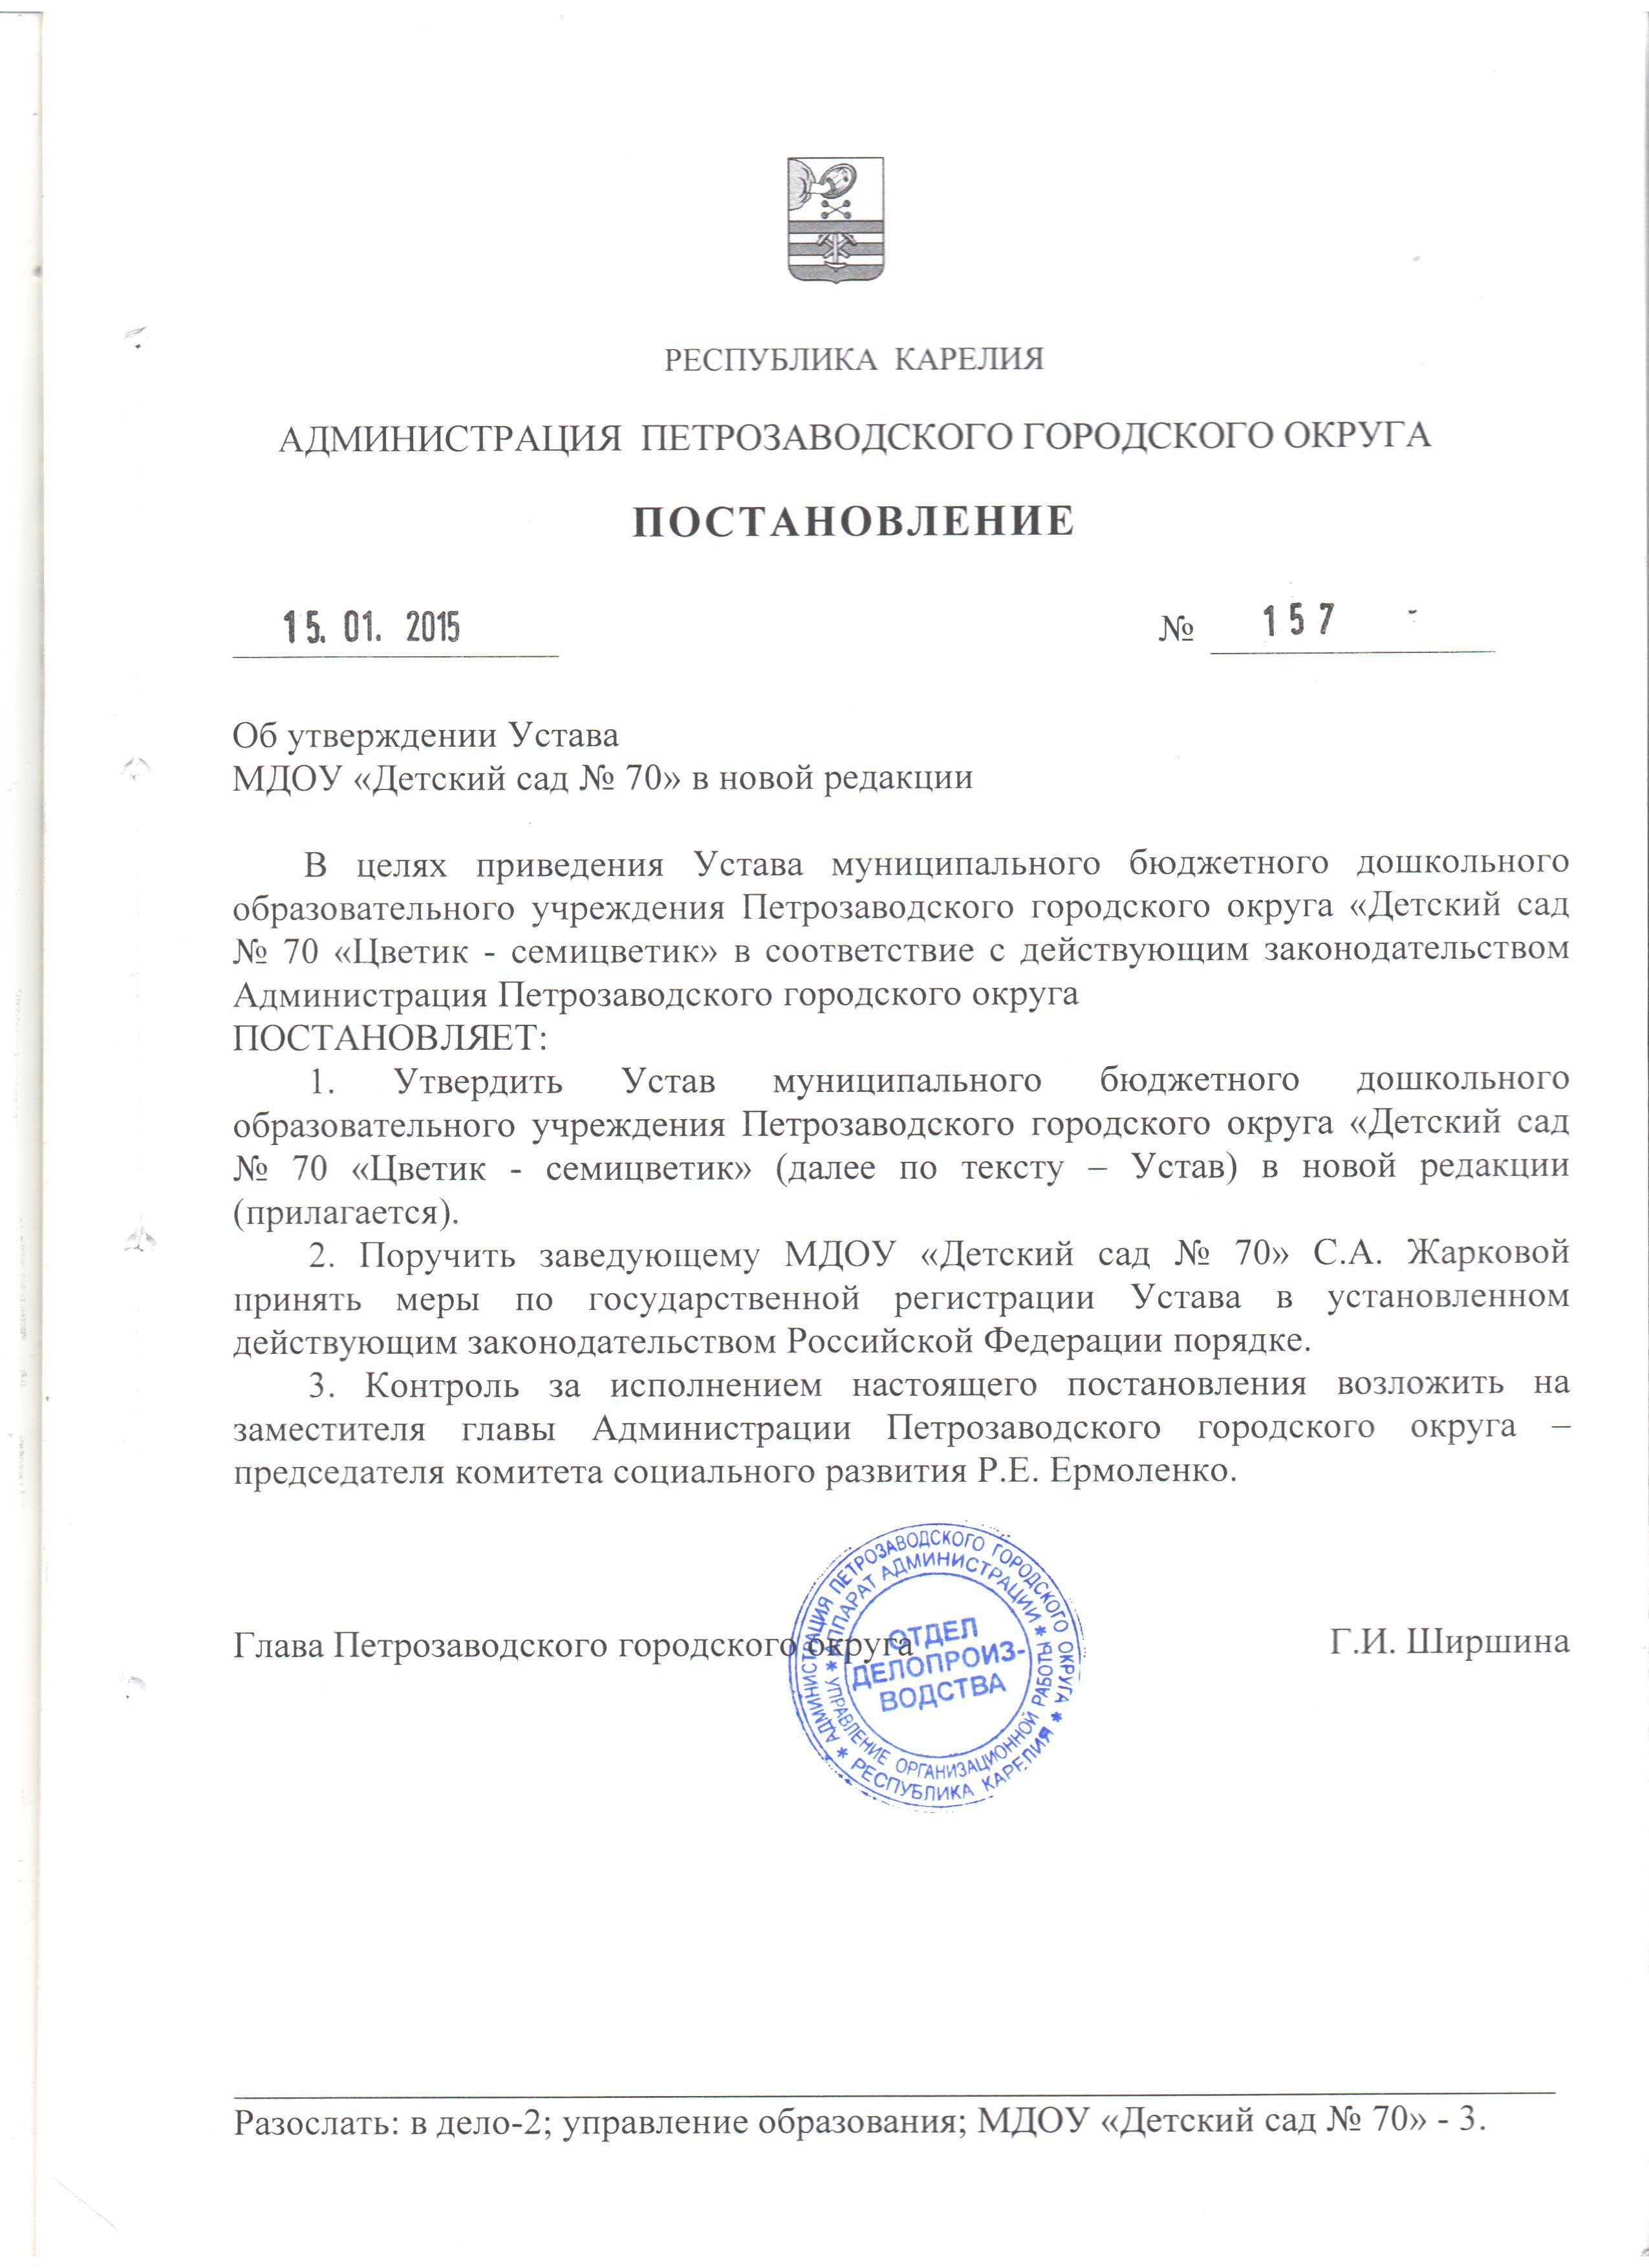 РЕСПУБЛИКА КАРЕЛИЯ
АДМИНИСТРАЦИЯ ПЕТРОЗАВОДСКОГО ГОРОДСКОГО ОКРУГА
ПОСТАНОВЛЕНИЕ
15. 01. 2015 № 157 -
Об утверждении Устава
МДОУ «Детский сад № 70» в новой редакции
В целях приведения Устава муниципального бюджетного дошкольного
образовательного учреждения Петрозаводского городского округа «Детский сад
№ 70 «Цветик - семицветик» в соответствие с действующим законодательством
Администрация Петрозаводского городского округа
ПОСТАНОВЛЯЕТ:
1. Утвердить Устав муниципального бюджетного дошкольного
образовательного учреждения Петрозаводского городского округа «Детский сад
№ 70 «Цветик - семицветик» (далее по тексту – Устав) в новой редакции
(прилагается).
2. Поручить заведующему МДОУ «Детский сад № 70» С.А. Жарковой
принять меры по государственной регистрации Устава в установленном
действующим законодательством Российской Федерации порядке.
3. Контроль за исполнением настоящего постановления возложить на
заместителя главы Администрации Петрозаводского городского округа –
председателя комитета социального развития Р.Е. Ермоленко.
Глава Петрозаводского городского округа Г.И. Ширшина
АДМИНИСТРАЦИЯ ПЕТРОЗАВОДСКОГО ГОРОДСКОГО ОКРУГА * РЕСПУБЛИКА КАРЕЛИЯ *
АППАРАТ АДМИНИСТРАЦИИ * УПРАВЛЕНИЕ ОРГАНИЗАЦИОННОЙ РАБОТЫ *
ОТДЕЛ
ДЕЛОПРОИЗ-
ВОДСТВА
Разослать: в дело-2; управление образования; МДОУ «Детский сад № 70» - 3.